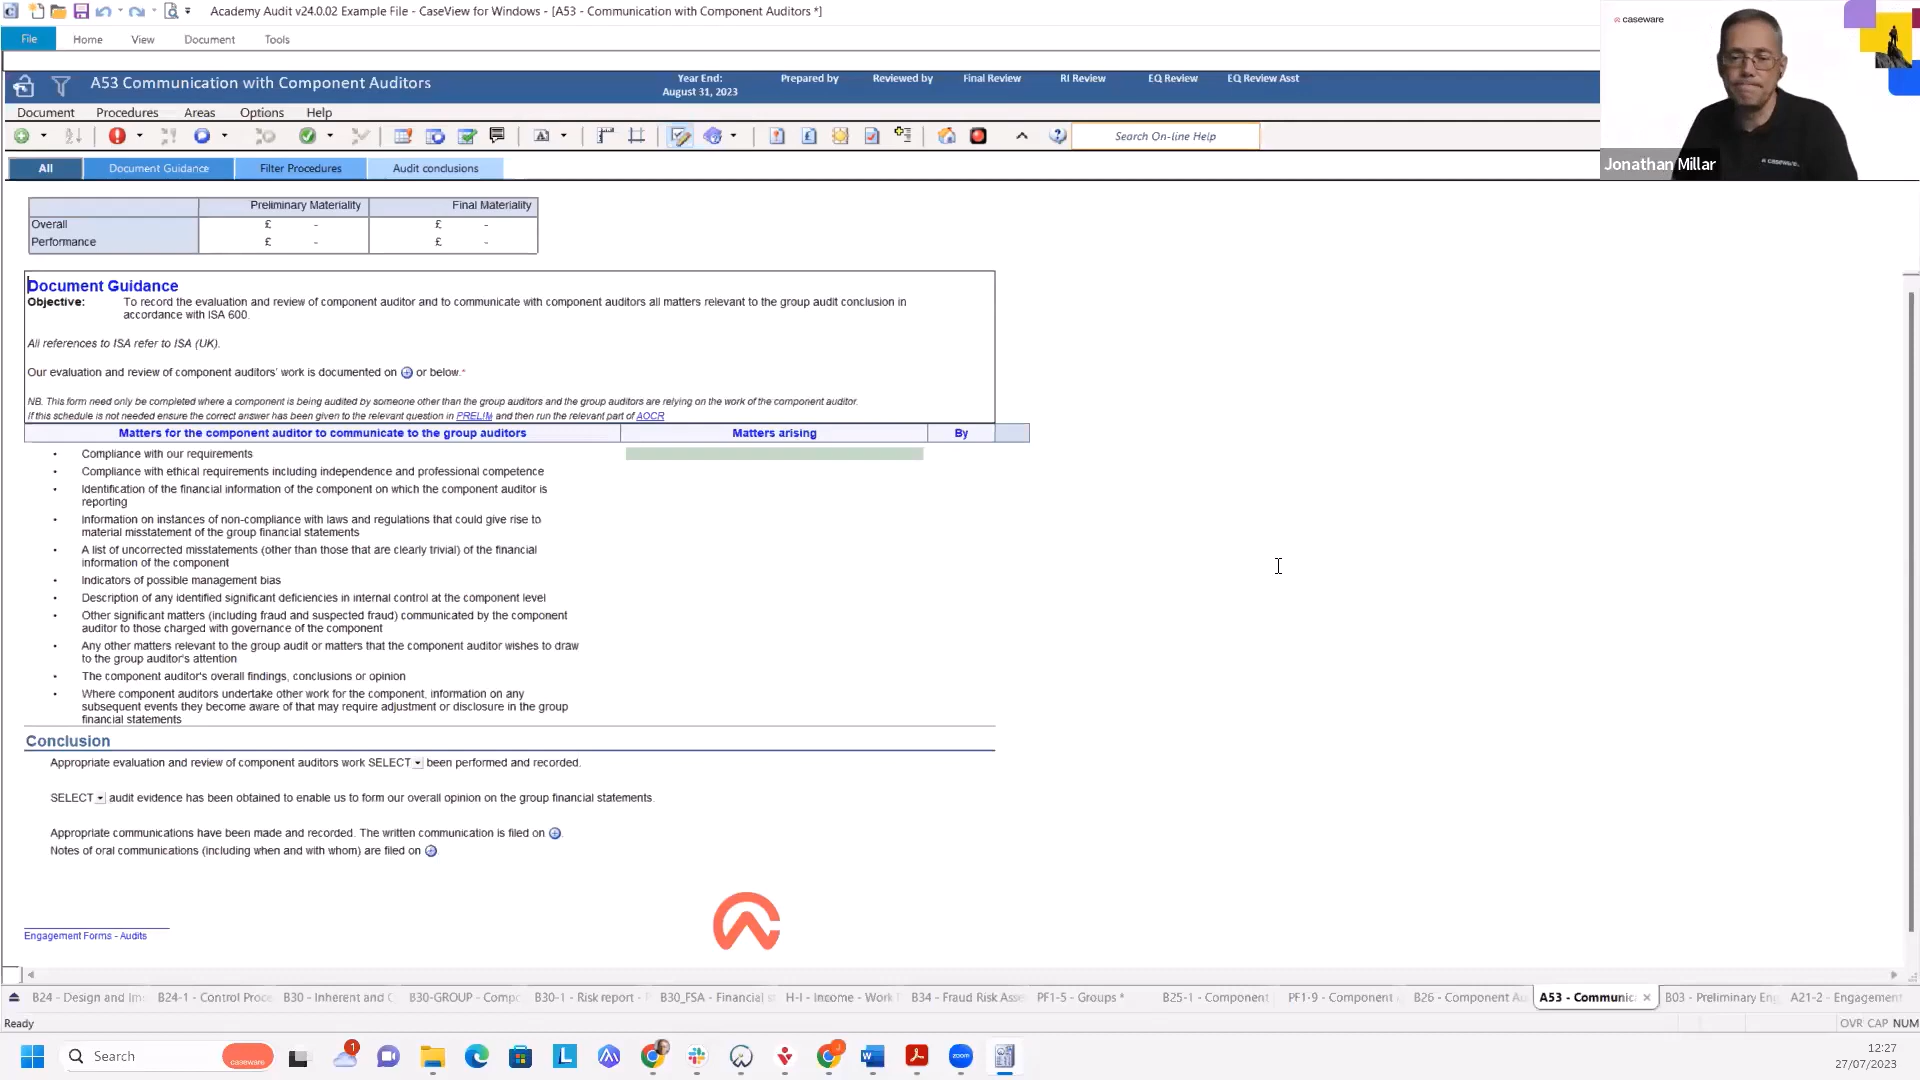 Academy Audit v24.0.02 Example File - CaseView for Windows - [A53 - Communication with Component Auditors *]
caseware
File Home View Document Tools
A53 Communication with Component Auditors
Year End: Prepared by Reviewed by Final Review RI Review EQ Review EQ Review Asst
August 31, 2023
Document Procedures Areas Options Help
Search On-line Help
Jonathan Millar
caseware
All Document Guidance Filter Procedures Audit conclusions
Preliminary Materiality Final Materiality
Overall £ - £ -
Performance £ - £ -
Document Guidance
Objective: To record the evaluation and review of component auditor and to communicate with component auditors all matters relevant to the group audit conclusion in
accordance with ISA 600.
All references to ISA refer to ISA (UK).
Our evaluation and review of component auditors' work is documented on or below.*
NB. This form need only be completed where a component is being audited by someone other than the group auditors and the group auditors are relying on the work of the component auditor.
If this schedule is not needed ensure the correct answer has been given to the relevant question in PRELIM and then run the relevant part of AOCR
Matters for the component auditor to communicate to the group auditors Matters arising By
• Compliance with our requirements
• Compliance with ethical requirements including independence and professional competence
• Identification of the financial information of the component on which the component auditor is
reporting
• Information on instances of non-compliance with laws and regulations that could give rise to
material misstatement of the group financial statements
• A list of uncorrected misstatements (other than those that are clearly trivial) of the financial
information of the component
• Indicators of possible management bias
• Description of any identified significant deficiencies in internal control at the component level
• Other significant matters (including fraud and suspected fraud) communicated by the component
auditor to those charged with governance of the component
• Any other matters relevant to the group audit or matters that the component auditor wishes to draw
to the group auditor's attention
• The component auditor's overall findings, conclusions or opinion
• Where component auditors undertake other work for the component, information on any
subsequent events they become aware of that may require adjustment or disclosure in the group
financial statements
Conclusion
Appropriate evaluation and review of component auditors work SELECT been performed and recorded.
SELECT audit evidence has been obtained to enable us to form our overall opinion on the group financial statements.
Appropriate communications have been made and recorded. The written communication is filed on .
Notes of oral communications (including when and with whom) are filed on
Engagement Forms - Audits
B24 - Design and Im B24-1 - Control Proce B30 - Inherent and C B30-GROUP - Comp B30-1 - Risk report - B30_FSA - Financial s H-I - Income - Work B34 - Fraud Risk Asse PF1-5 - Groups * B25-1 - Component PF1-9 - Component B26 - Component Au A53 - Communic × B03 - Preliminary En A21-2 - Engagement
Ready OVR CAP NUM
Search caseware 1
12:27
27/07/2023